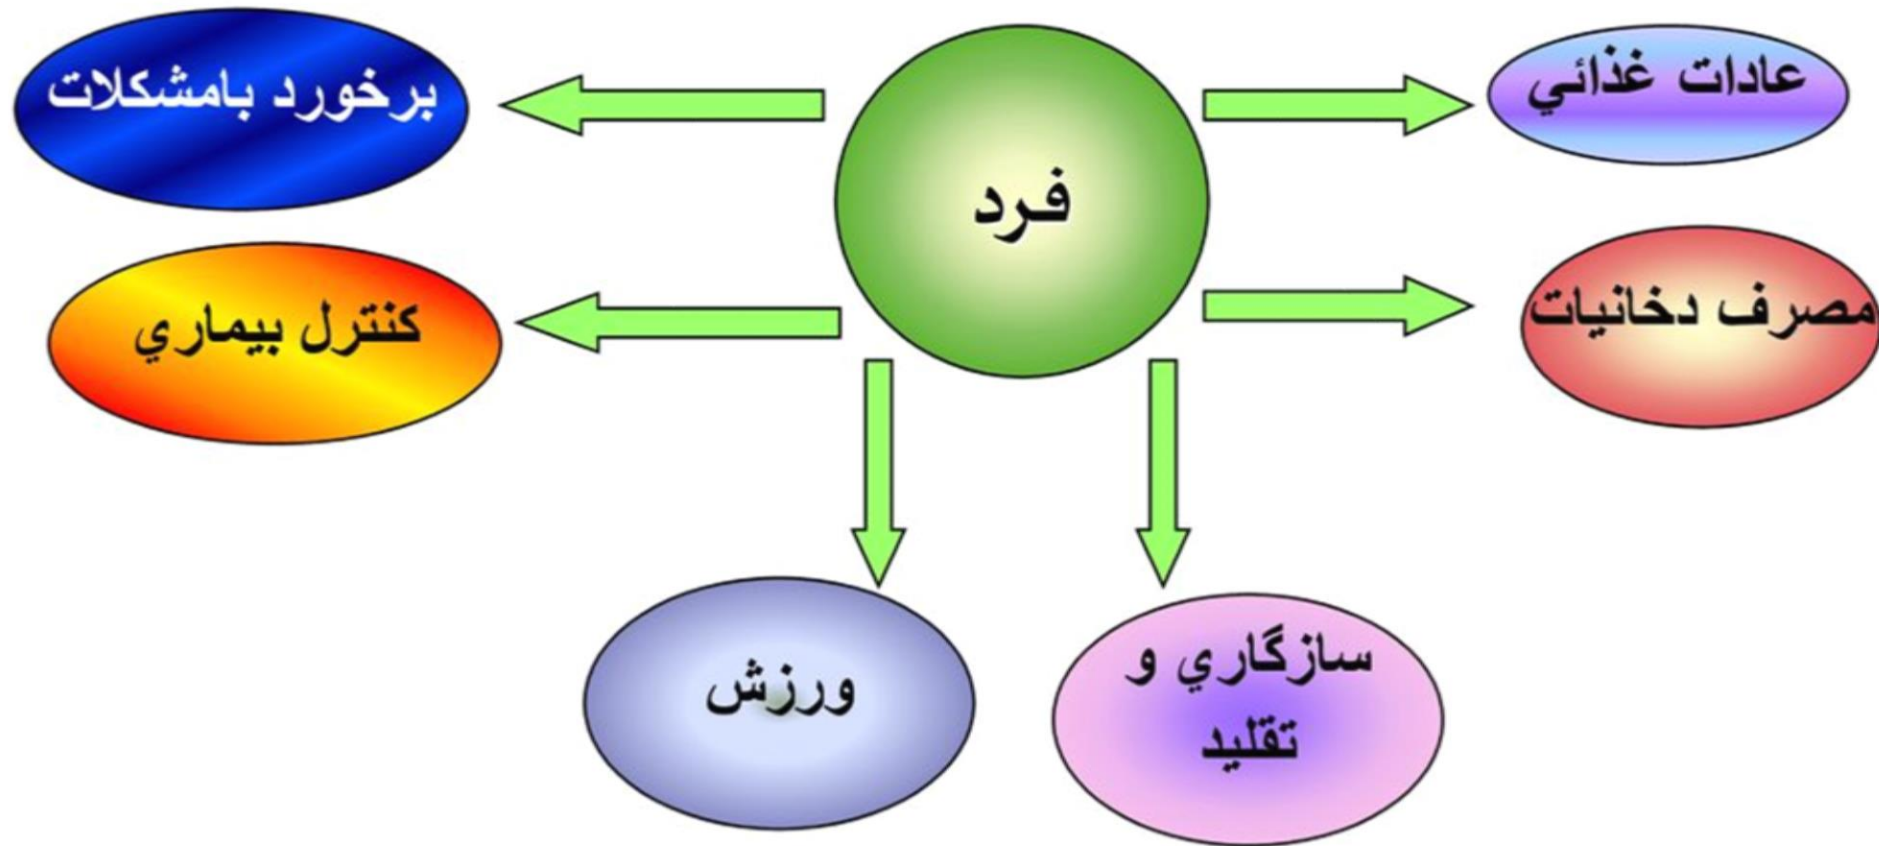 عادات غذائي
برخورد بامشكلات
فرد
مصرف دخانيات
كنترل بيماري
سازگاري و
تقليد
ورزش